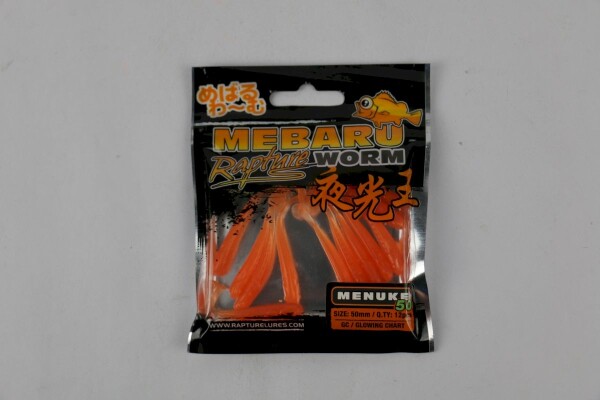 めばる
わ〜む
MEBARU
Rapture WORM
夜光王
MENUKE 50
SIZE: 50mm / Q.TY: 12pcs
GC / GLOWING CHART
WWW.RAPTURELURES.COM